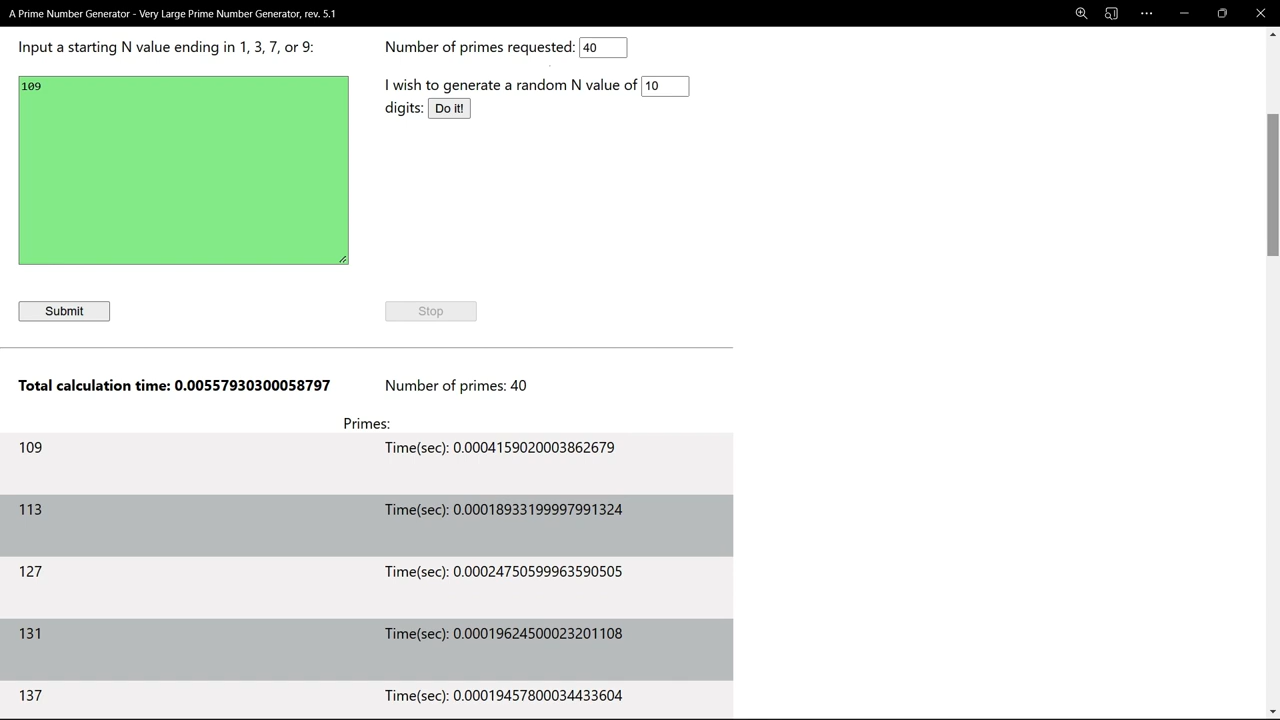 A Prime Number Generator - Very Large Prime Number Generator, rev. 5.1
Input a starting N value ending in 1, 3, 7, or 9:
Number of primes requested: 40
109
I wish to generate a random N value of 10
digits: Do it!
Submit
Stop
Total calculation time: 0.00557930300058797
Number of primes: 40
Primes:
109 Time(sec): 0.0004159020003862679
113 Time(sec): 0.00018933199997991324
127 Time(sec): 0.00024750599963590505
131 Time(sec): 0.00019624500023201108
137 Time(sec): 0.00019457800034433604